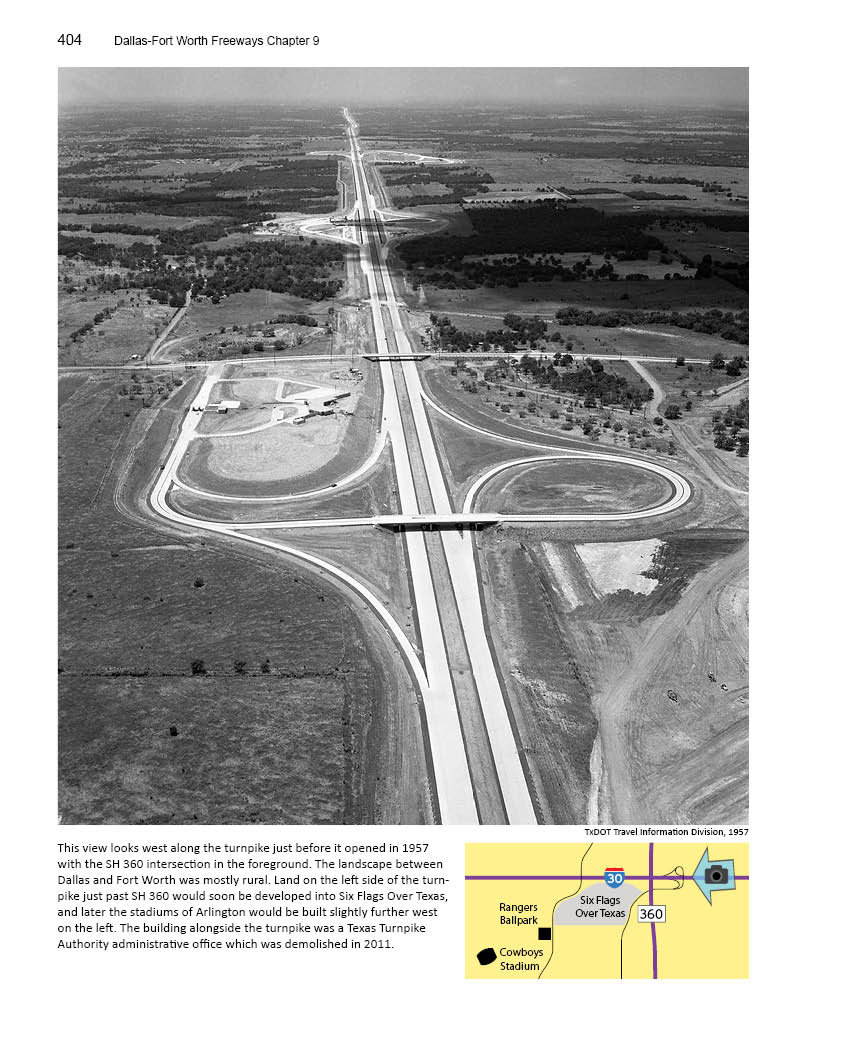 404 Dallas-Fort Worth Freeways Chapter 9
TxDOT Travel Information Division, 1957
This view looks west along the turnpike just before it opened in 1957
with the SH 360 intersection in the foreground. The landscape between
Dallas and Fort Worth was mostly rural. Land on the left side of the turn-
pike just past SH 360 would soon be developed into Six Flags Over Texas,
and later the stadiums of Arlington would be built slightly further west
on the left. The building alongside the turnpike was a Texas Turnpike
Authority administrative office which was demolished in 2011.
30
Six Flags
Over Texas
360
Rangers
Ballpark
Cowboys
Stadium